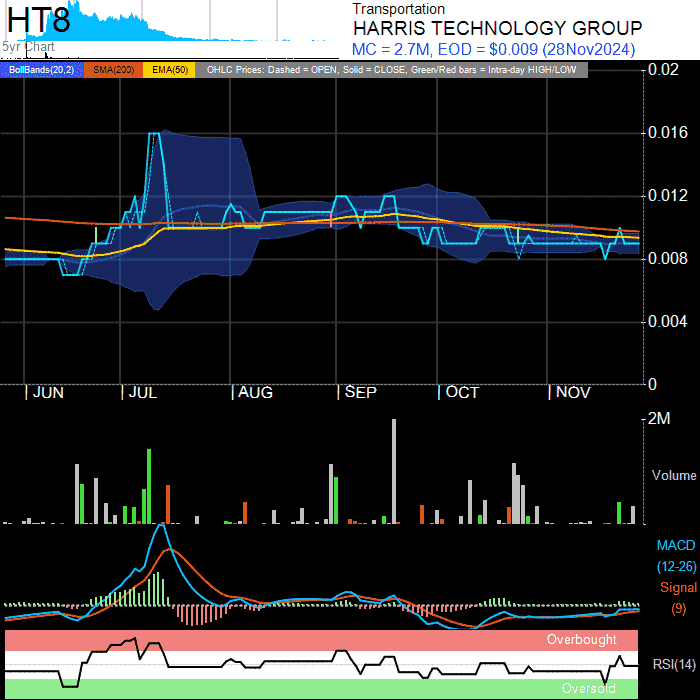 HT8
5yr Chart
Transportation
HARRIS TECHNOLOGY GROUP
MC = 2.7M, EOD = $0.009 (28Nov2024)
BollBands(20,2) SMA(200) EMA(50) OHLC Prices: Dashed = OPEN, Solid = CLOSE, Green/Red bars = Intra-day HIGH/LOW
0.02
0.016
0.012
0.008
0.004
0
JUN JUL AUG SEP OCT NOV
2M
Volume
MACD
(12-26)
Signal
(9)
Overbought
RSI(14)
Oversold